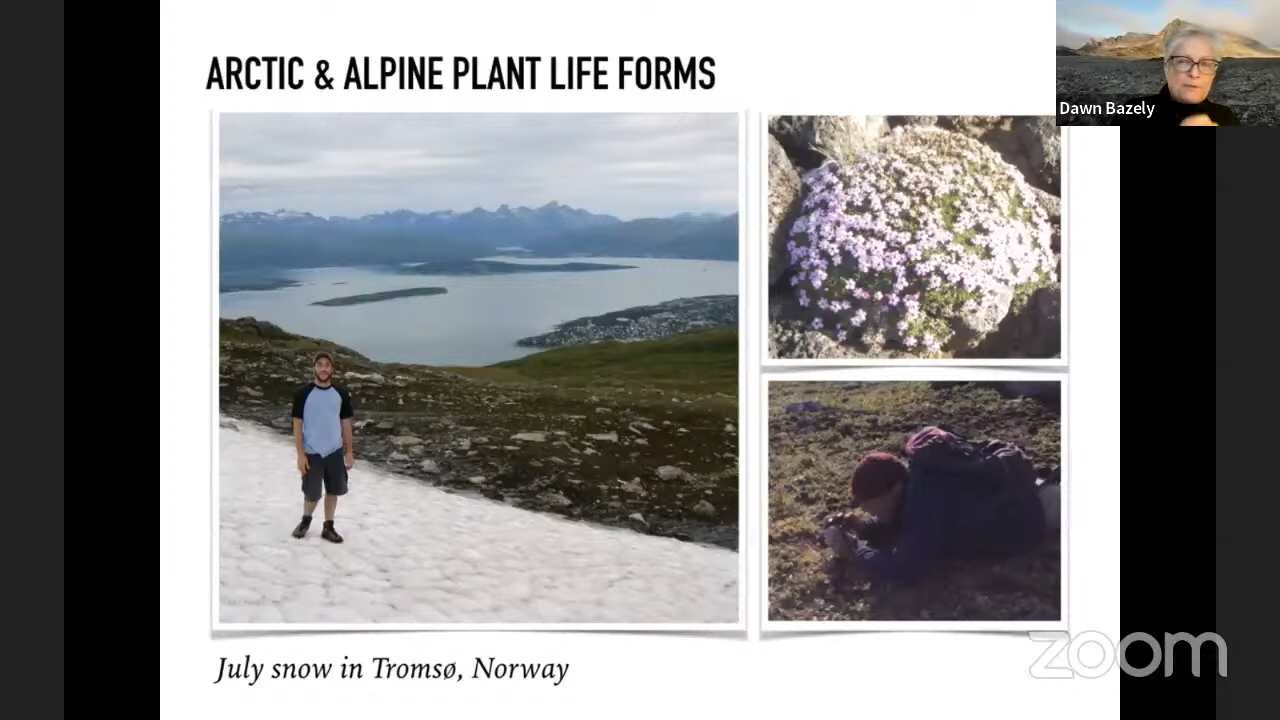 ARCTIC & ALPINE PLANT LIFE FORMS
Dawn Bazely
July snow in Tromsø, Norway
zoom